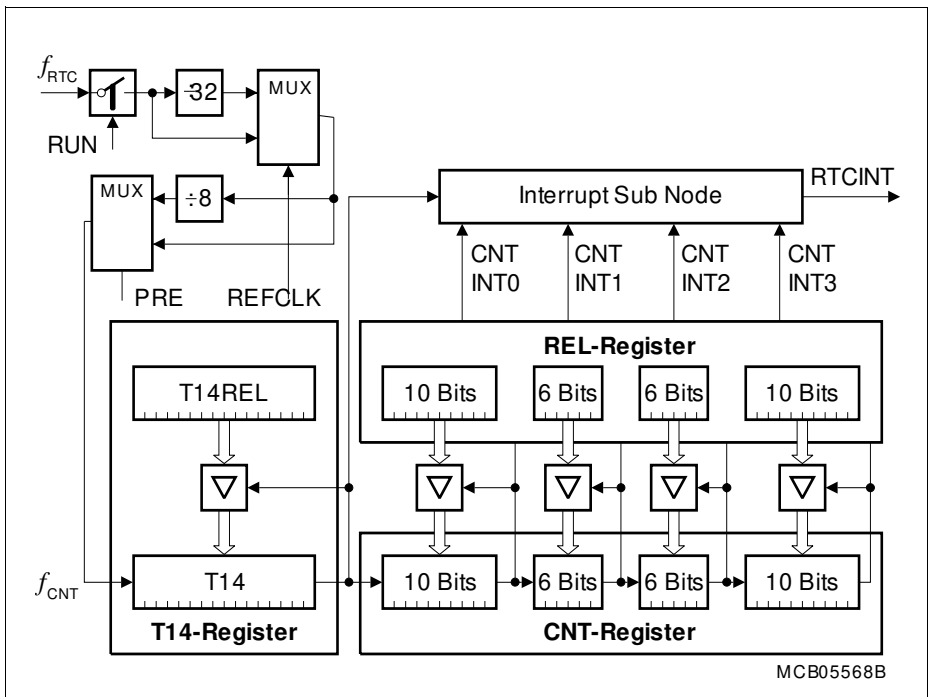 fRTC
÷32
MUX
RUN
MUX
÷8
PRE
REFCLK
Interrupt Sub Node
RTCINT
CNT INT0
CNT INT1
CNT INT2
CNT INT3
REL-Register
T14REL
10 Bits
6 Bits
6 Bits
10 Bits
fCNT
T14
10 Bits
6 Bits
6 Bits
10 Bits
T14-Register
CNT-Register
MCB05568B